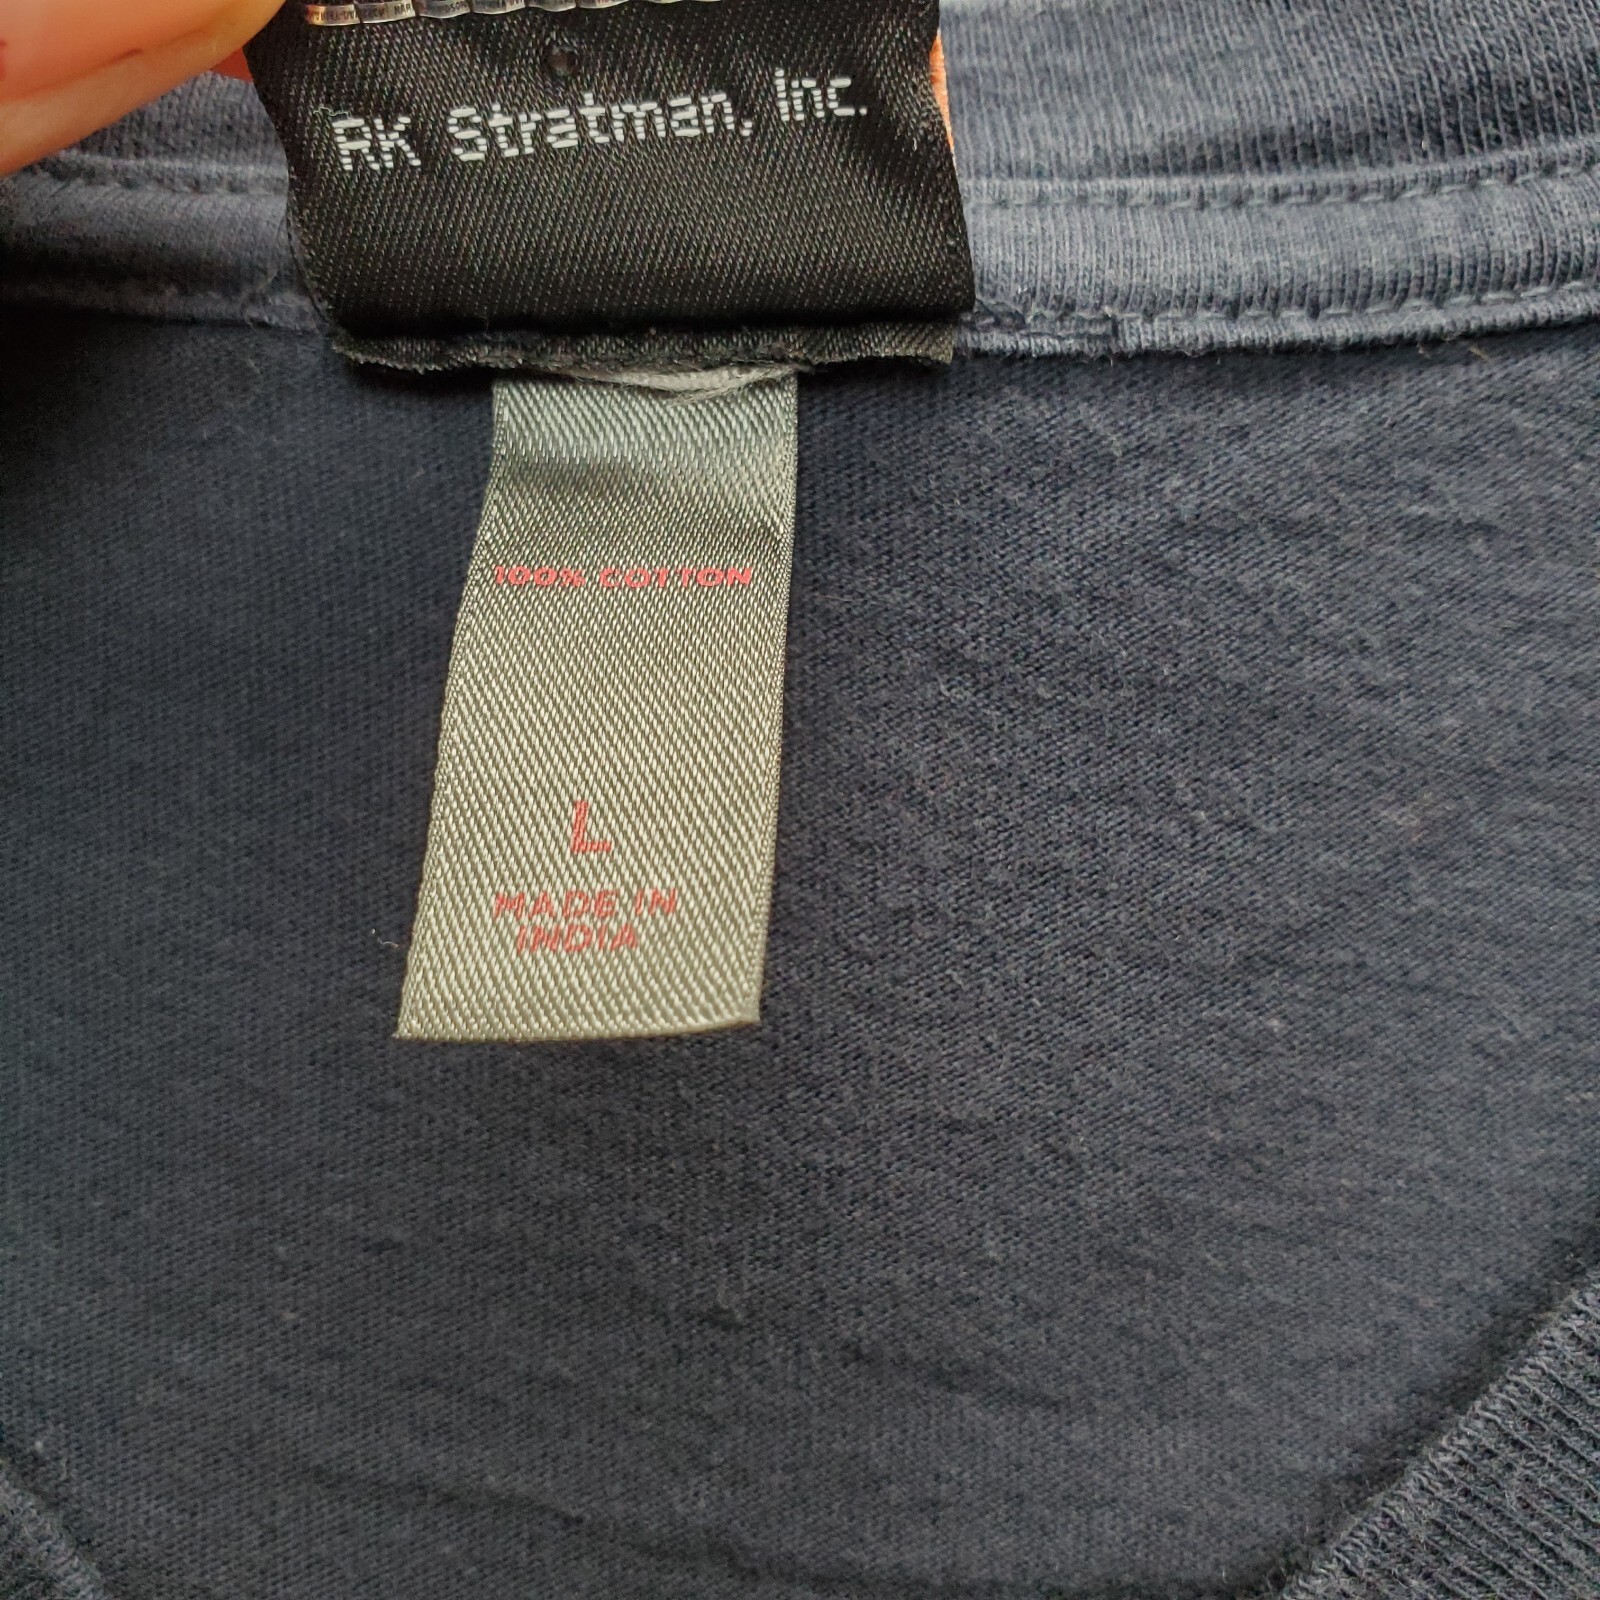 RK Stratman, Inc.
100% COTTON
L
MADE IN
INDIA